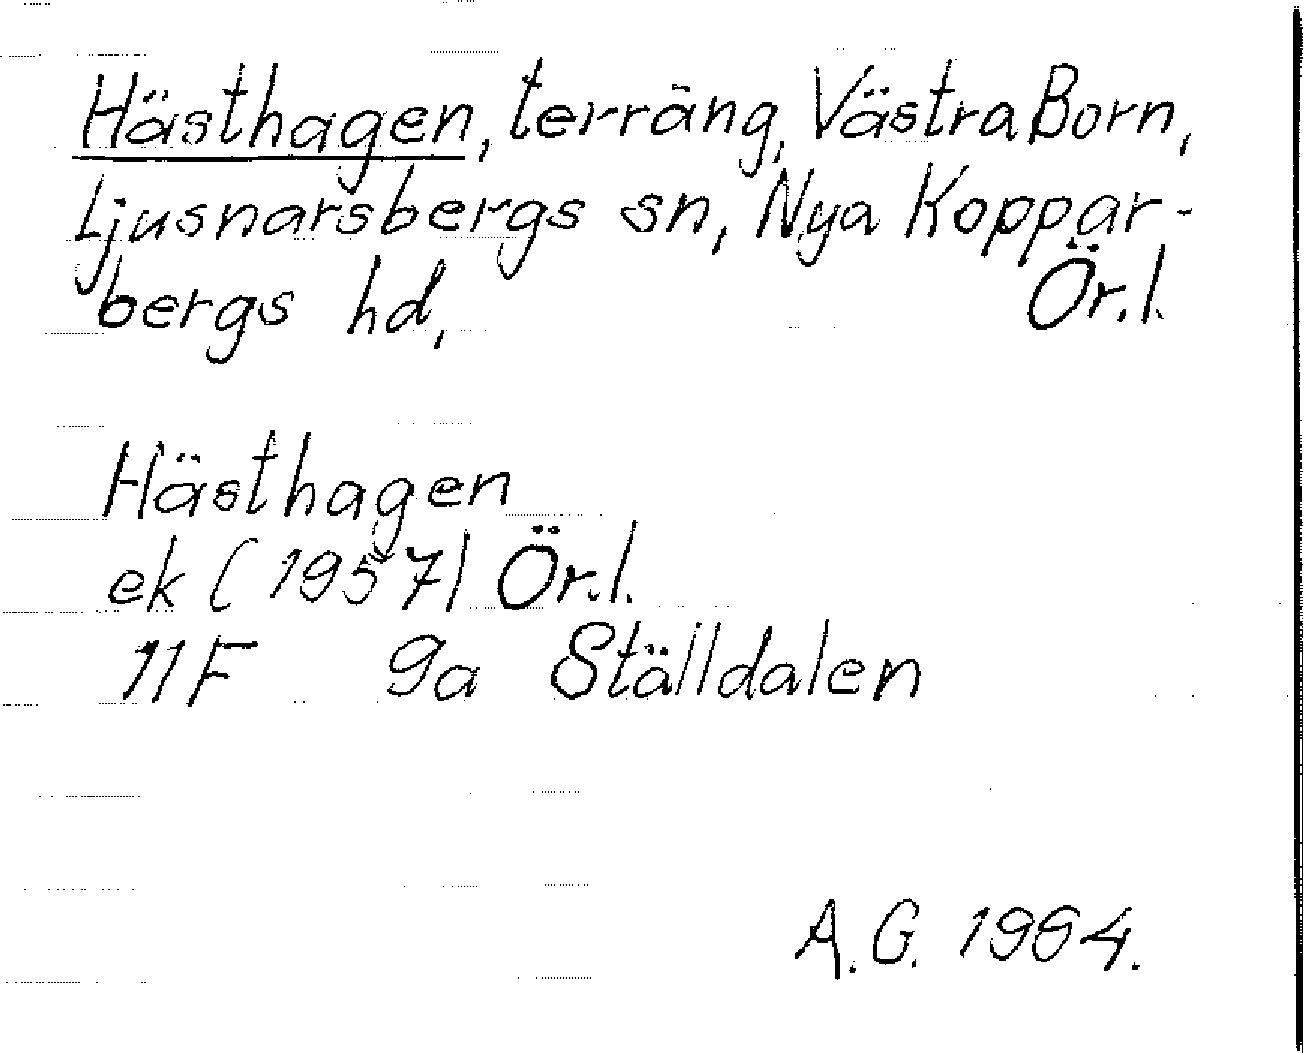 Hästhagen, terräng, Västra Born,
Ljusnarsbergs sn, Nya Koppar-
bergs hd, Ör.l.
Hästhagen
ek (1957) Ör.l.
11F 9a Ställdalen
A.G. 1984.